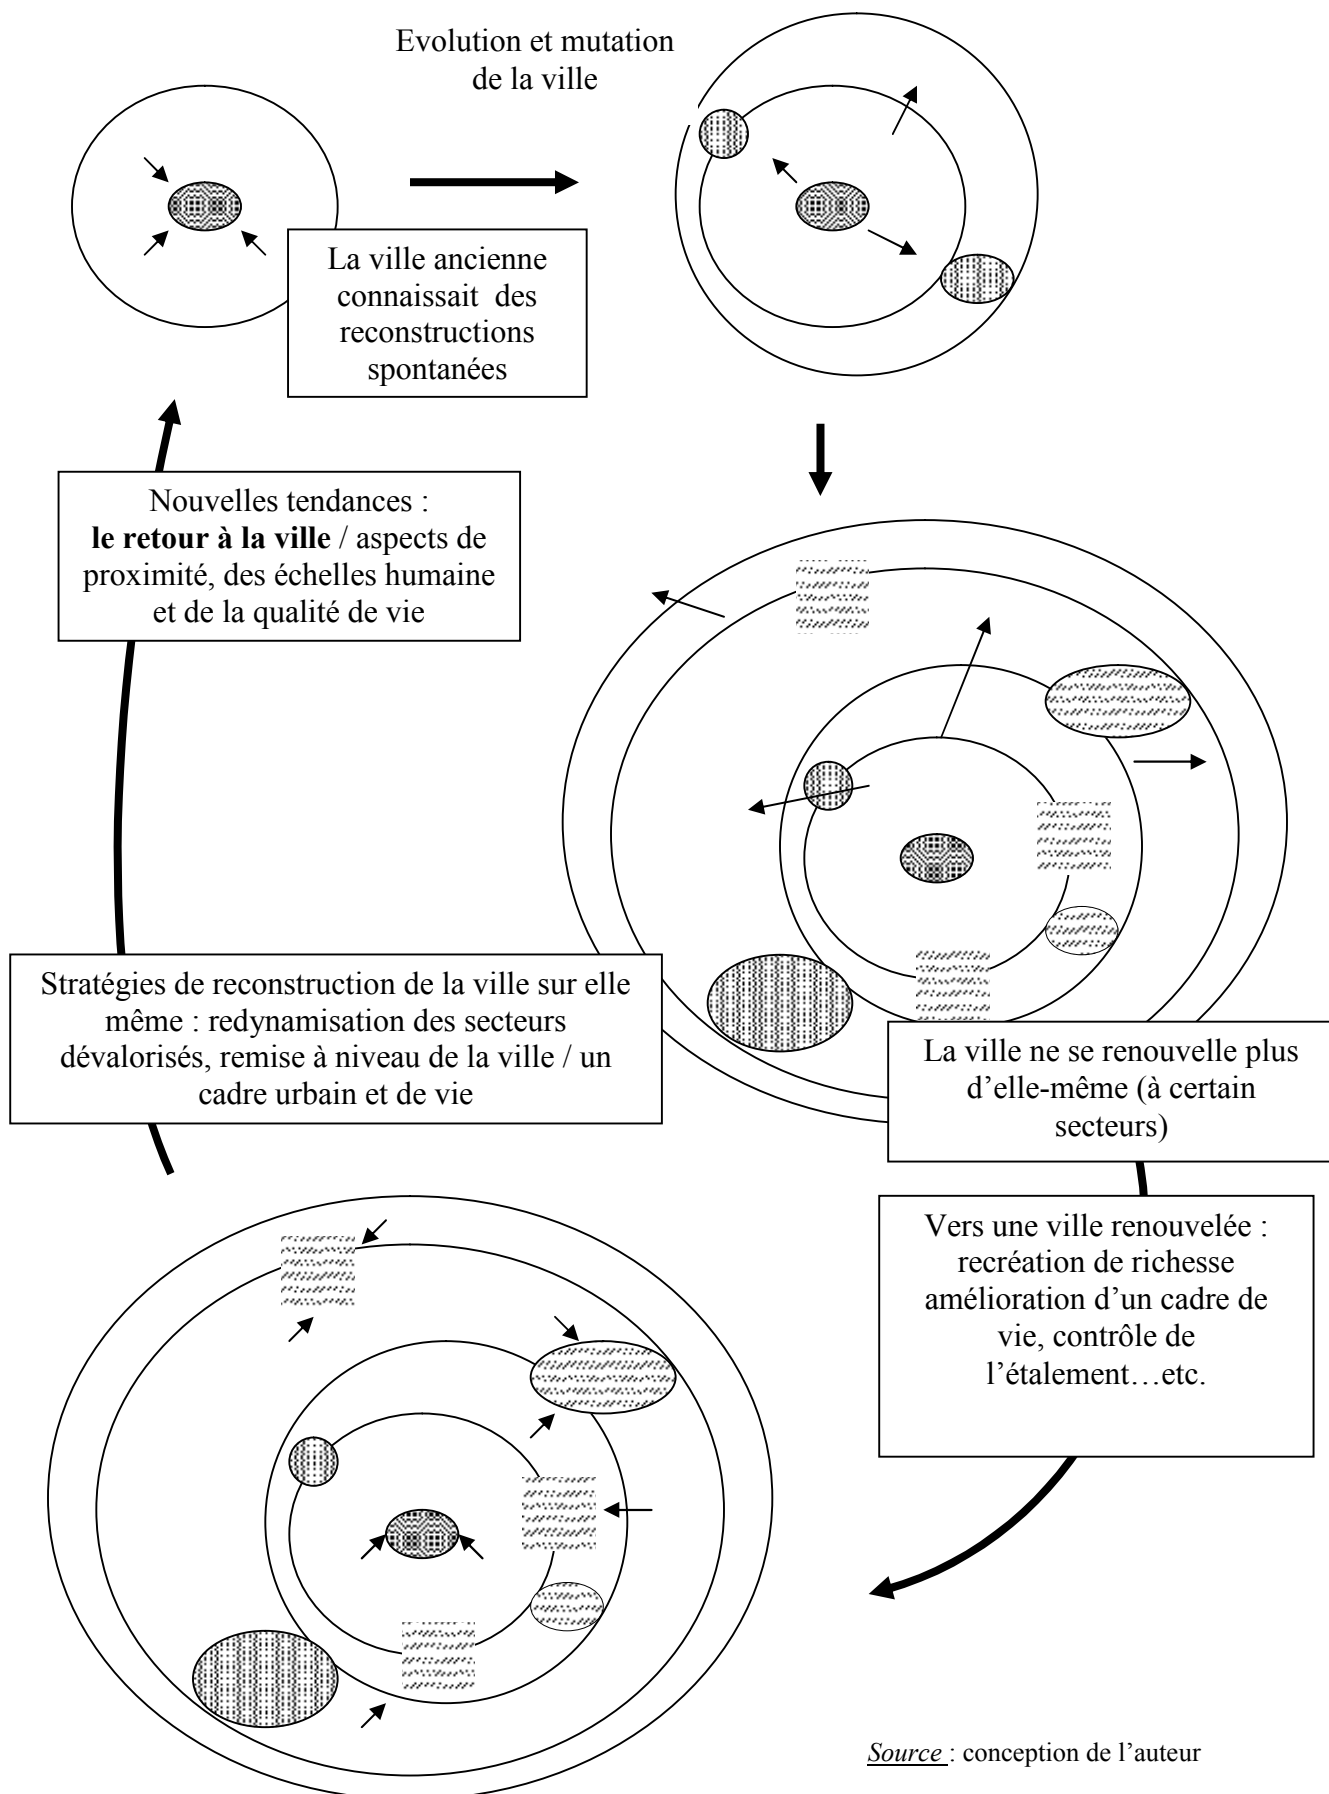 Evolution et mutation
de la ville
La ville ancienne
connaissait des
reconstructions
spontanées
Nouvelles tendances :
le retour à la ville / aspects de
proximité, des échelles humaine
et de la qualité de vie
Stratégies de reconstruction de la ville sur elle
même : redynamisation des secteurs
dévalorisés, remise à niveau de la ville / un
cadre urbain et de vie
La ville ne se renouvelle plus
d’elle-même (à certain
secteurs)
Vers une ville renouvelée :
recréation de richesse
amélioration d’un cadre de
vie, contrôle de
l’étalement…etc.
Source : conception de l’auteur